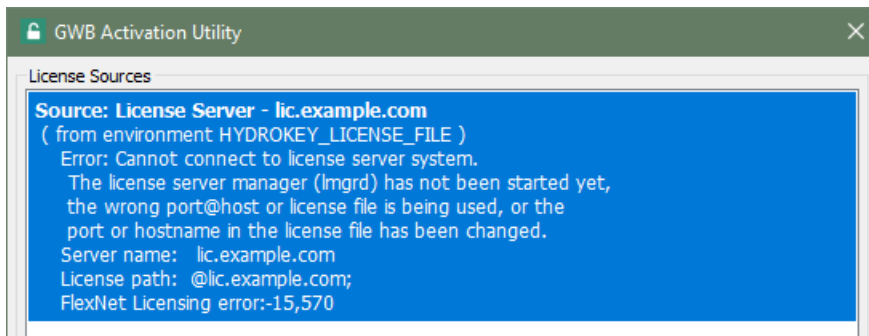 GWB Activation Utility
License Sources
Source: License Server - lic.example.com
( from environment HYDROKEY_LICENSE_FILE )
Error: Cannot connect to license server system.
The license server manager (lmgrd) has not been started yet,
the wrong port@host or license file is being used, or the
port or hostname in the license file has been changed.
Server name: lic.example.com
License path: @lic.example.com;
FlexNet Licensing error:-15,570